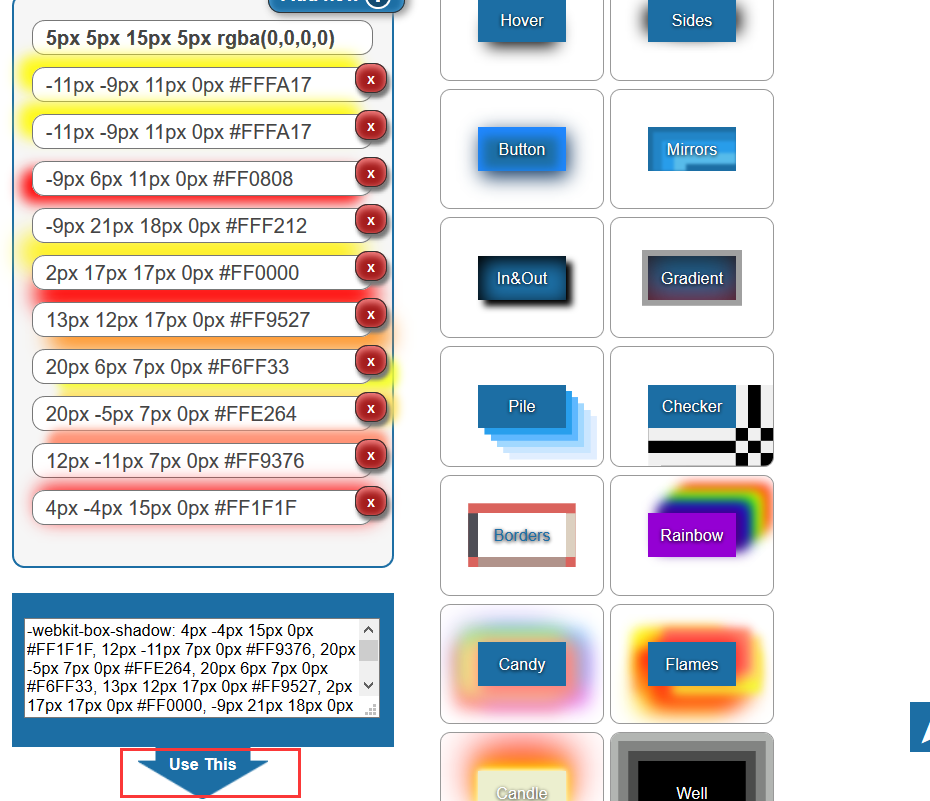 Add new
5px 5px 15px 5px rgba(0,0,0,0)
-11px -9px 11px 0px #FFFA17
x
-11px -9px 11px 0px #FFFA17
x
-9px 6px 11px 0px #FF0808
x
-9px 21px 18px 0px #FFF212
x
2px 17px 17px 0px #FF0000
x
13px 12px 17px 0px #FF9527
x
20px 6px 7px 0px #F6FF33
x
20px -5px 7px 0px #FFE264
x
12px -11px 7px 0px #FF9376
x
4px -4px 15px 0px #FF1F1F
x
-webkit-box-shadow: 4px -4px 15px 0px
#FF1F1F, 12px -11px 7px 0px #FF9376, 20px
-5px 7px 0px #FFE264, 20px 6px 7px 0px
#F6FF33, 13px 12px 17px 0px #FF9527, 2px
17px 17px 0px #FF0000, -9px 21px 18px 0px
Use This
Hover
Sides
Button
Mirrors
In&Out
Gradient
Pile
Checker
Borders
Rainbow
Candy
Flames
Candle
Well